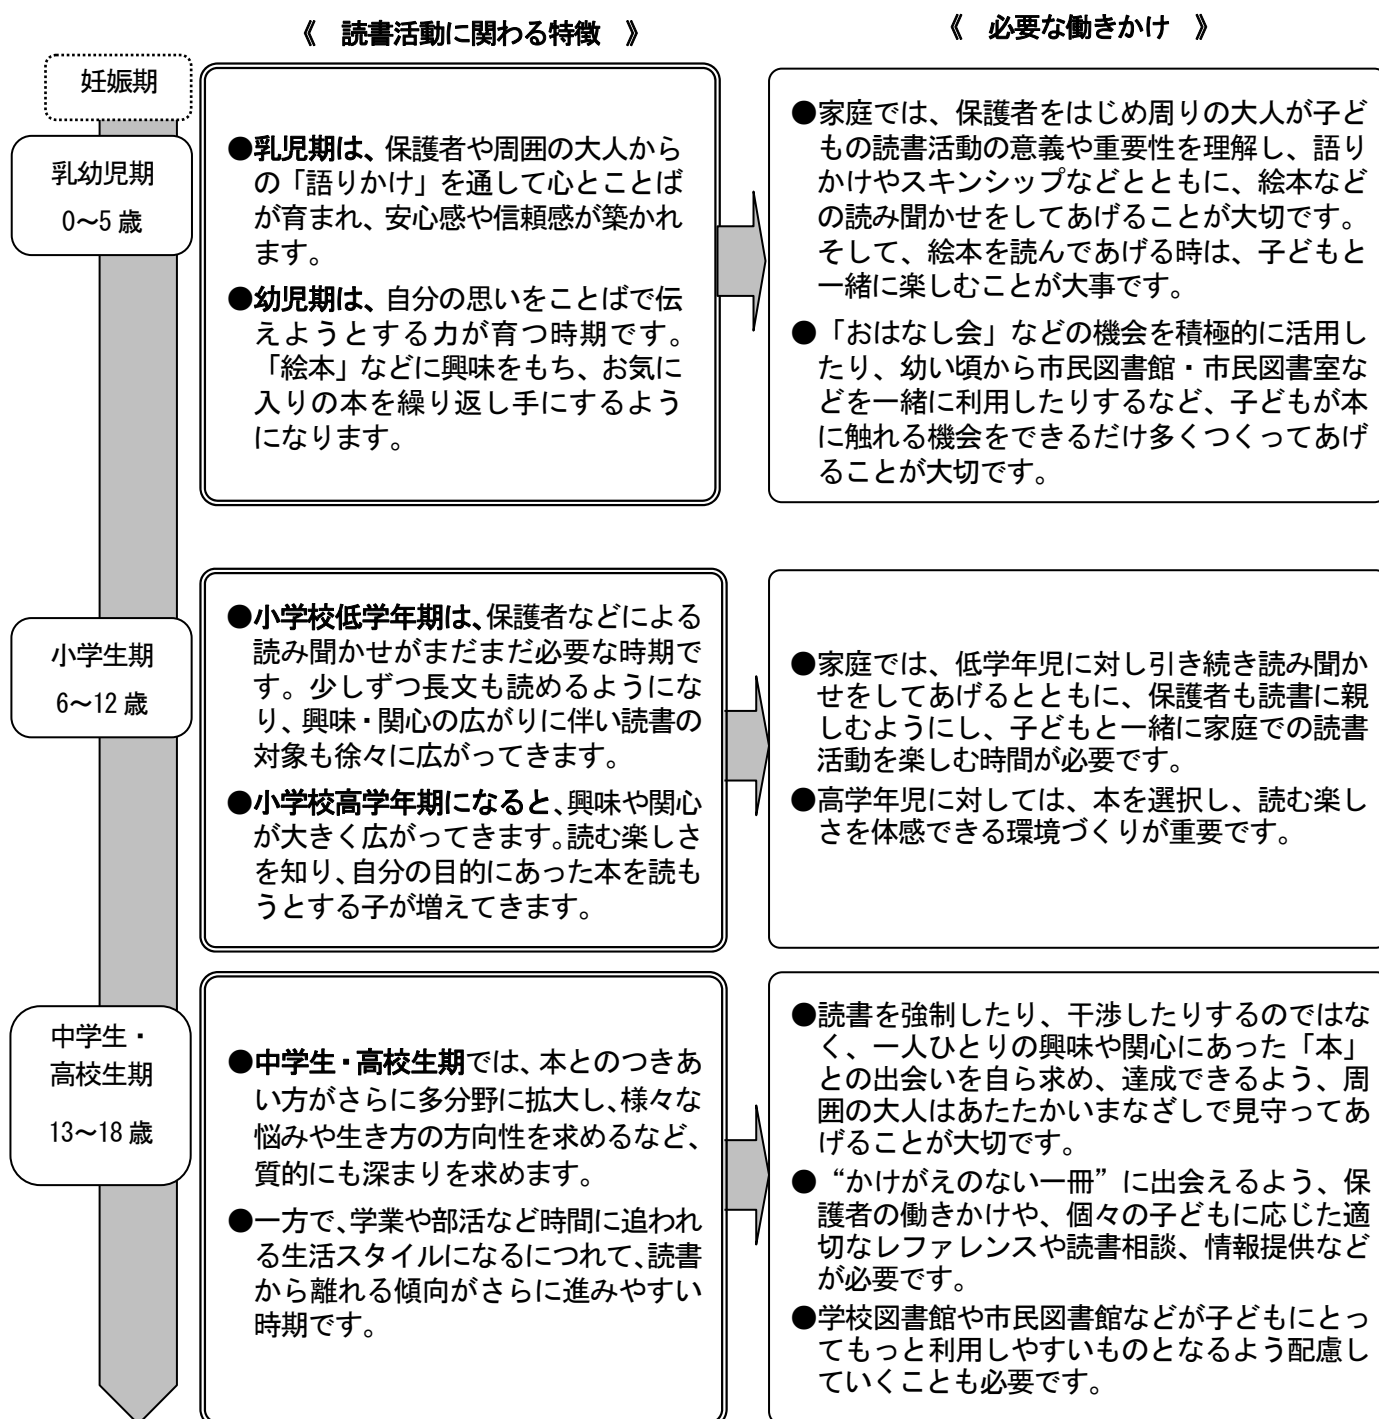 《　読書活動に関わる特徴　》
《　必要な働きかけ　》
妊娠期
乳幼児期
0～5 歳
●乳児期は、保護者や周囲の大人から
の「語りかけ」を通して心とことば
が育まれ、安心感や信頼感が築かれ
ます。
●幼児期は、自分の思いをことばで伝
えようとする力が育つ時期です。
「絵本」などに興味をもち、お気に
入りの本を繰り返し手にするよう
になります。
●家庭では、保護者をはじめ周りの大人が子ど
もの読書活動の意義や重要性を理解し、語り
かけやスキンシップなどとともに、絵本など
の読み聞かせをしてあげることが大切です。
そして、絵本を読んであげる時は、子どもと
一緒に楽しむことが大事です。
●「おはなし会」などの機会を積極的に活用し
たり、幼い頃から市民図書館・市民図書室な
どを一緒に利用したりするなど、子どもが本
に触れる機会をできるだけ多くつくってあげ
ることが大切です。
小学生期
6～12 歳
●小学校低学年期は、保護者などによる
読み聞かせがまだまだ必要な時期で
す。少しずつ長文も読めるようにな
り、興味・関心の広がりに伴い読書の
対象も徐々に広がってきます。
●小学校高学年期になると、興味や関心
が大きく広がってきます。読む楽しさ
を知り、自分の目的にあった本を読も
うとする子が増えてきます。
●家庭では、低学年児に対し引き続き読み聞か
せをしてあげるとともに、保護者も読書に親
しむようにし、子どもと一緒に家庭での読書
活動を楽しむ時間が必要です。
●高学年児に対しては、本を選択し、読む楽し
さを体感できる環境づくりが重要です。
中学生・
高校生期
13～18 歳
●中学生・高校生期では、本とのつきあ
い方がさらに多分野に拡大し、様々な
悩みや生き方の方向性を求めるなど、
質的にも深まりを求めます。
●一方で、学業や部活など時間に追われ
る生活スタイルになるにつれて、読書
から離れる傾向がさらに進みやすい
時期です。
●読書を強制したり、干渉したりするのではな
く、一人ひとりの興味や関心にあった「本」
との出会いを自ら求め、達成できるよう、周
囲の大人はあたたかいまなざしで見守ってあ
げることが大切です。
●“かけがえのない一冊”に出会えるよう、保
護者の働きかけや、個々の子どもに応じた適
切なレファレンスや読書相談、情報提供など
が必要です。
●学校図書館や市民図書館などが子どもにとっ
てもっと利用しやすいものとなるよう配慮し
ていくことも必要です。